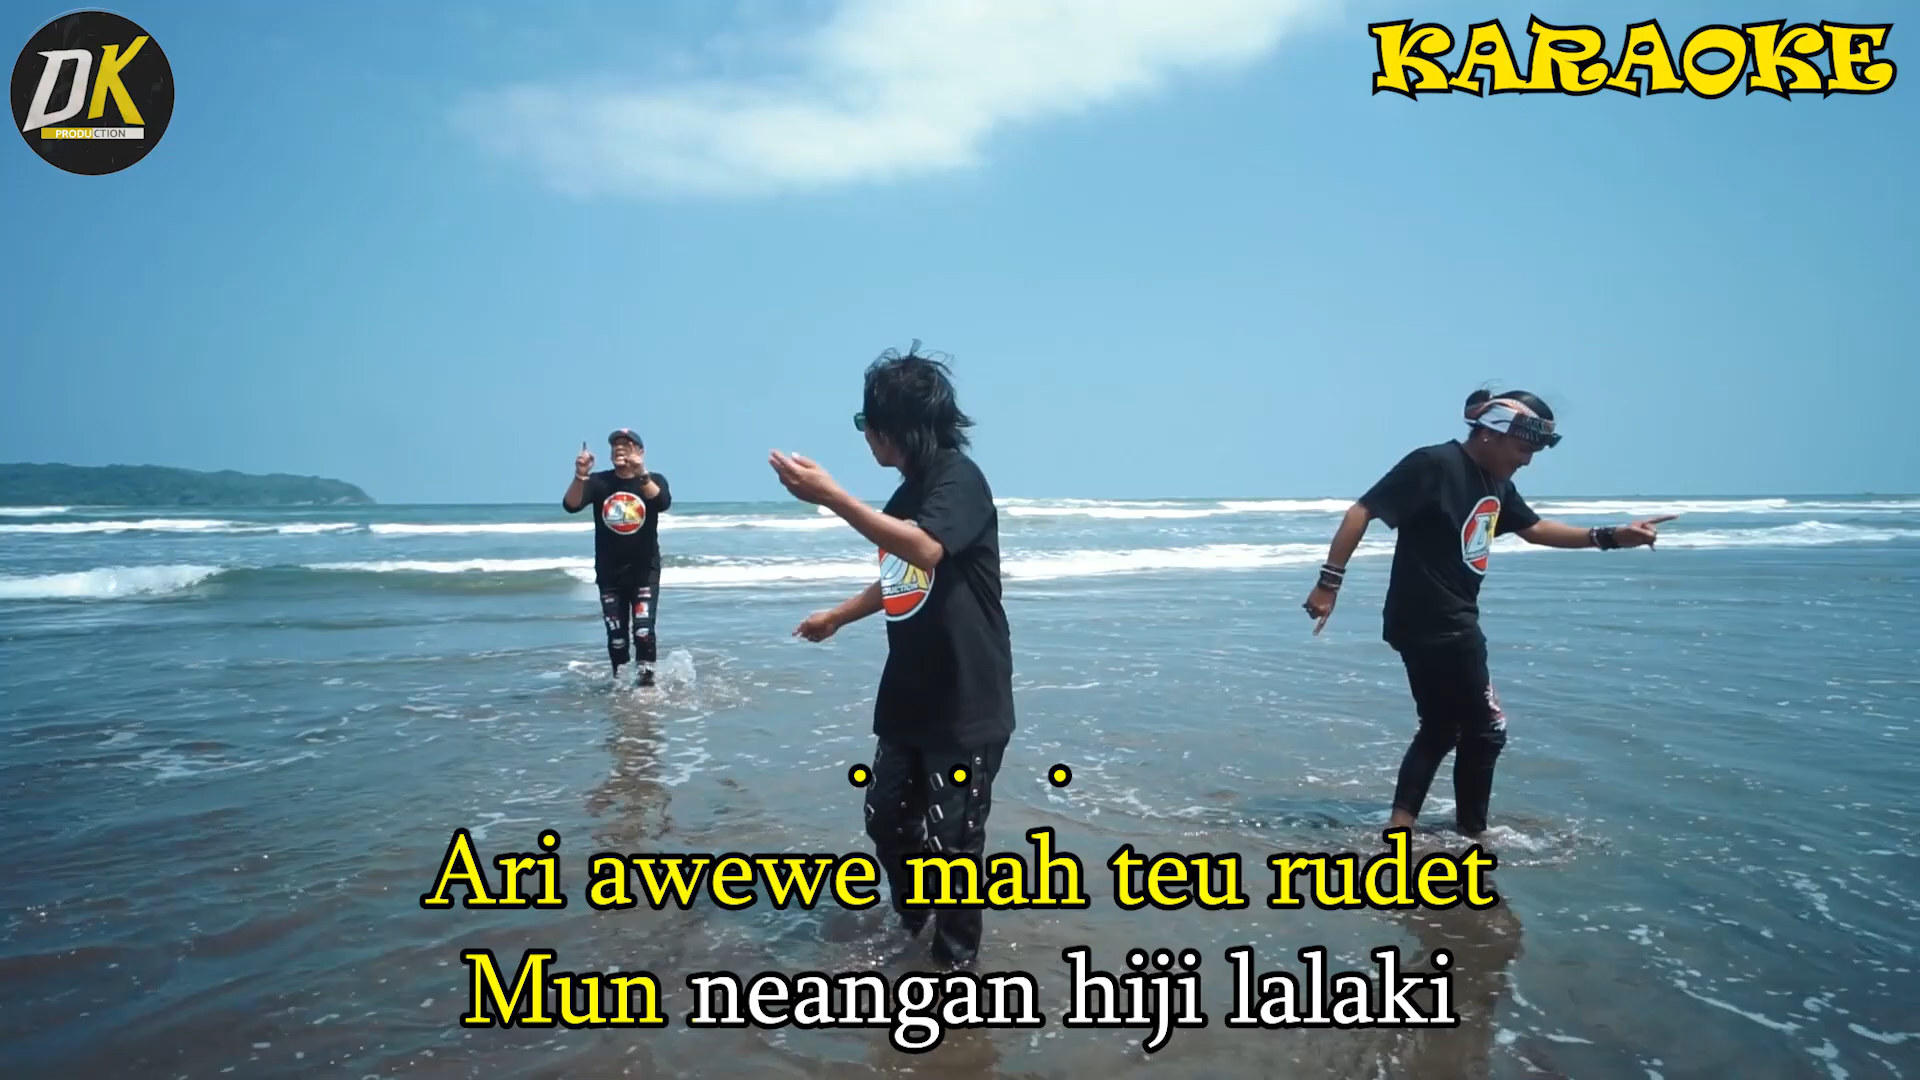 DK
PRODUCTION
KARAOKE
. . .
Ari awewe mah teu rudet
Mun neangan hiji lalaki